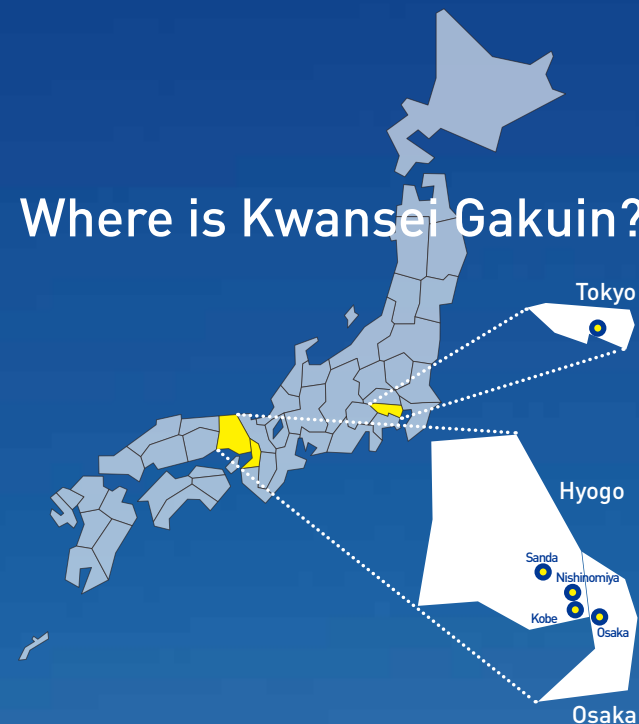 Where is Kwansei Gakuin?
Tokyo
Hyogo
Sanda
Nishinomiya
Kobe
Osaka
Osaka